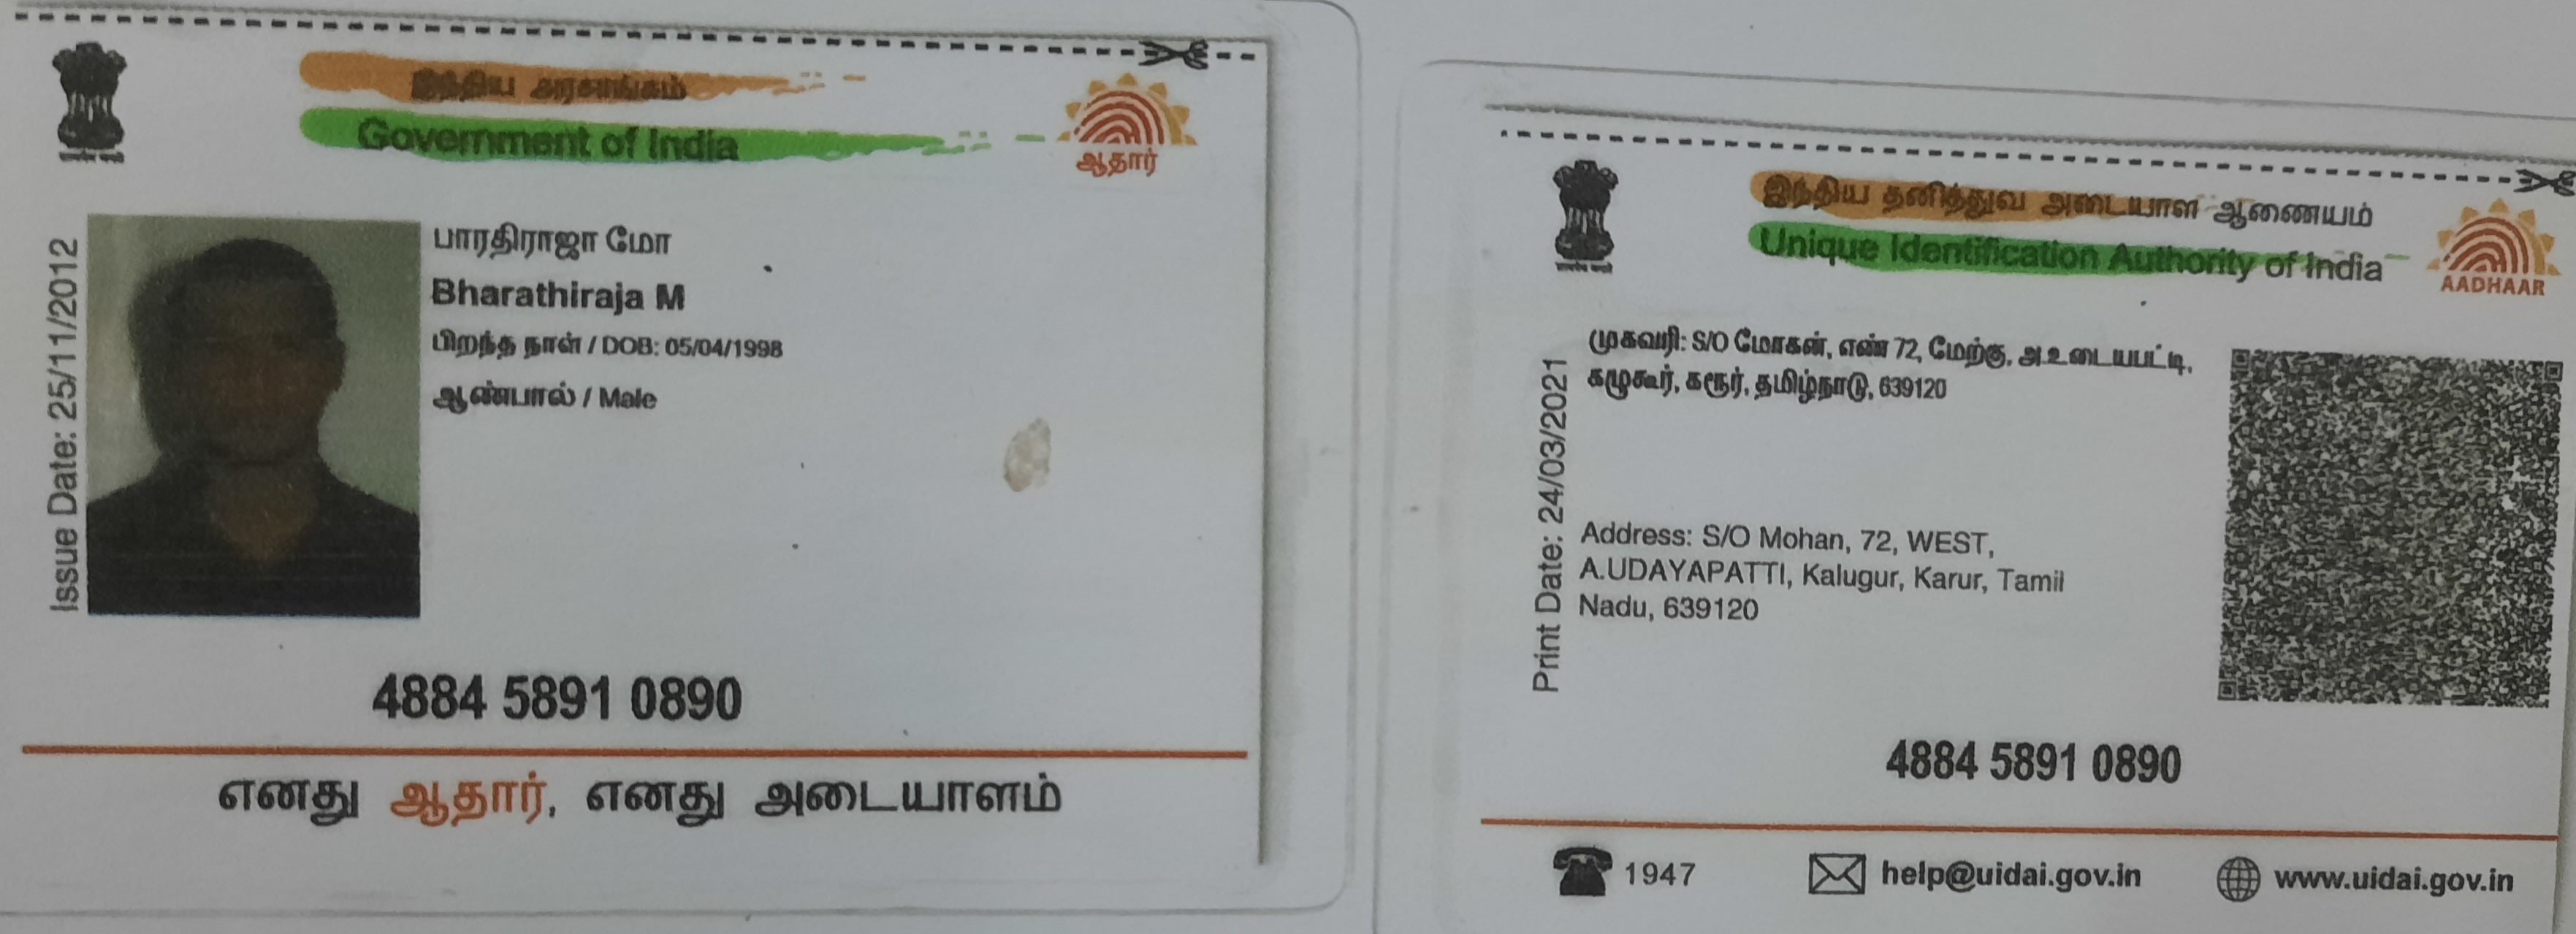 இந்திய அரசாங்கம்
Government of India
ஆதார்
Issue Date: 25/11/2012
பாரதிராஜா மோ
Bharathiraja M
பிறந்த நாள் / DOB: 05/04/1998
ஆண்பால் / Male
4884 5891 0890
எனது ஆதார், எனது அடையாளம்
இந்திய தனித்துவ அடையாள ஆணையம்
Unique Identification Authority of India
AADHAAR
Print Date: 24/03/2021
முகவரி: S/O மோகன், எண் 72, மேற்கு, அ.உடையபட்டி,
கழுகூர், கரூர், தமிழ்நாடு, 639120
Address: S/O Mohan, 72, WEST,
A.UDAYAPATTI, Kalugur, Karur, Tamil
Nadu, 639120
4884 5891 0890
1947
help@uidai.gov.in
www.uidai.gov.in